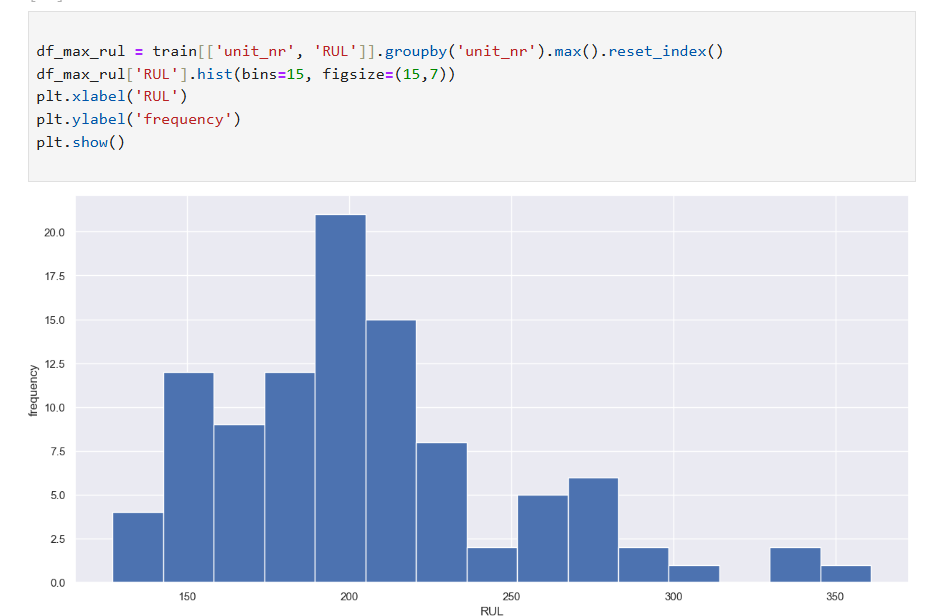 df_max_rul = train[['unit_nr', 'RUL']].groupby('unit_nr').max().reset_index()
df_max_rul['RUL'].hist(bins=15, figsize=(15,7))
plt.xlabel('RUL')
plt.ylabel('frequency')
plt.show()
20.0
17.5
15.0
12.5
10.0
7.5
5.0
2.5
0.0
frequency
150 200 250 300 350
RUL